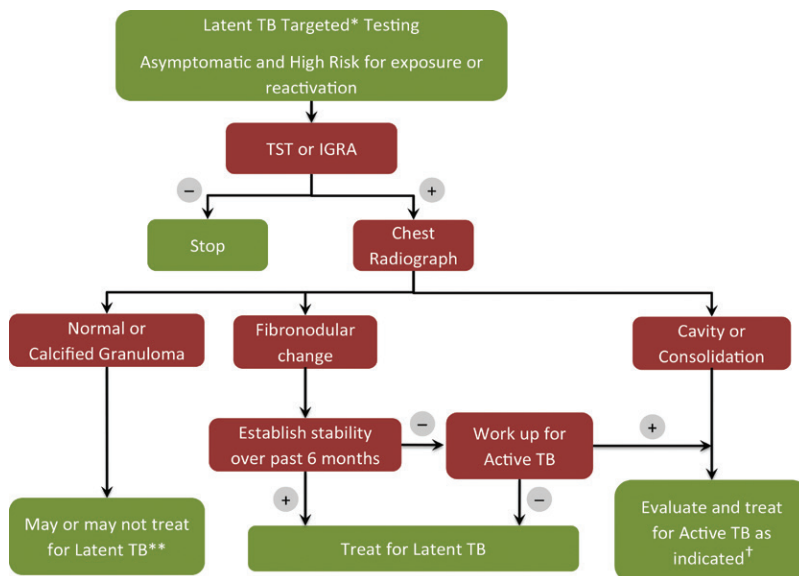 Latent TB Targeted* Testing
Asymptomatic and High Risk for exposure or
reactivation
TST or IGRA
−
+
Stop
Chest
Radiograph
Normal or
Calcified Granuloma
Fibronodular
change
Cavity or
Consolidation
Establish stability
over past 6 months
−
Work up for
Active TB
+
+
−
May or may not treat
for Latent TB**
Treat for Latent TB
Evaluate and treat
for Active TB as
indicated†